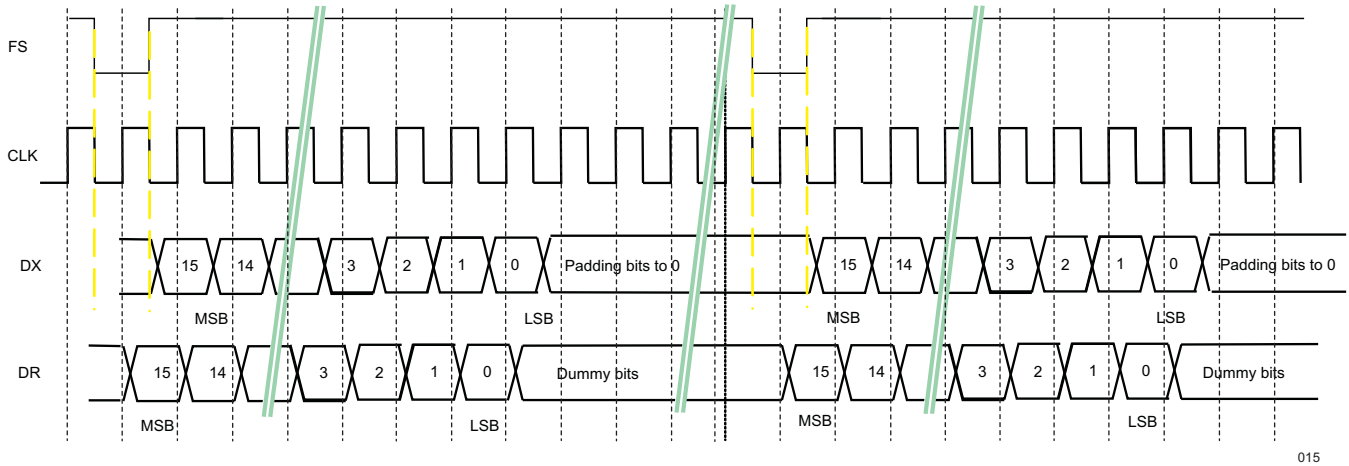 FS
CLK
DX 15 14 3 2 1 0 Padding bits to 0 15 14 3 2 1 0 Padding bits to 0
MSB LSB MSB LSB
DR 15 14 3 2 1 0 Dummy bits 15 14 3 2 1 0 Dummy bits
MSB LSB MSB LSB
015